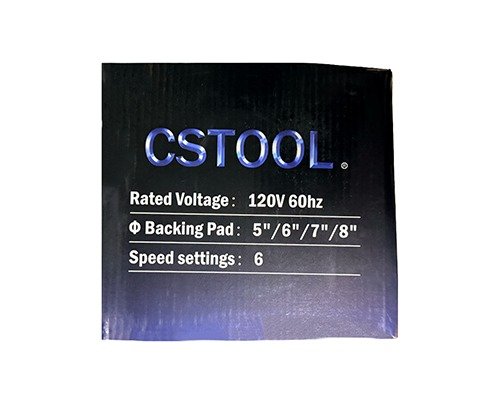 CSTOOL®
Rated Voltage: 120V 60hz
Φ Backing Pad: 5"/6"/7"/8"
Speed settings: 6